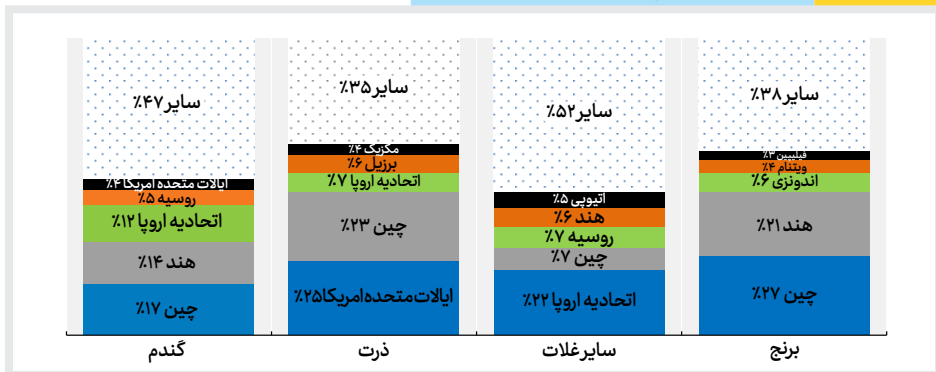 سایر ۴۷٪
ایالات متحده امریکا ۴٪
روسیه ۵٪
اتحادیه اروپا ۱۲٪
هند ۱۴٪
چین ۱۷٪
گندم
سایر ۳۵٪
مکزیک ۴٪
برزیل ۶٪
اتحادیه اروپا ۷٪
چین ۲۳٪
ایالات متحده امریکا ۲۵٪
ذرت
سایر ۵۲٪
اتیوپی ۵٪
هند ۶٪
روسیه ۷٪
چین ۷٪
اتحادیه اروپا ۲۲٪
سایرغلات
سایر ۳۸٪
فیلیپین ۳٪
ویتنام ۴٪
اندونزی ۶٪
هند ۲۱٪
چین ۲۷٪
برنج